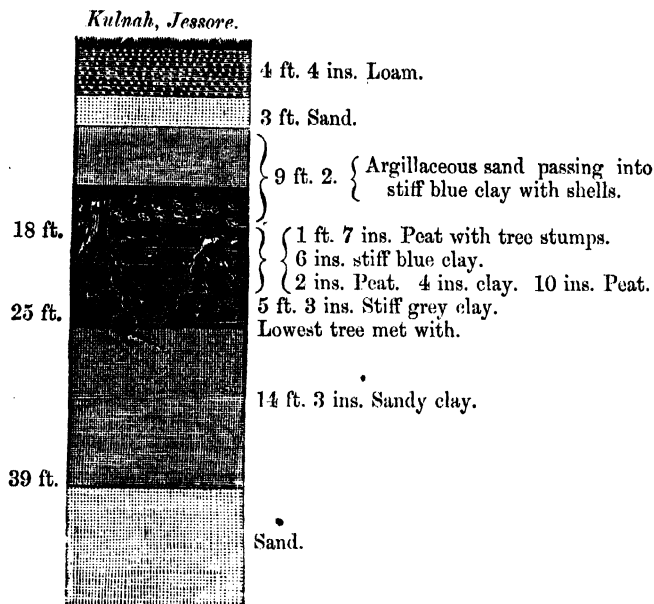 Kulnah, Jessore.
4 ft. 4 ins. Loam.
3 ft. Sand.
9 ft. 2. Argillaceous sand passing into
stiff blue clay with shells.
18 ft.
1 ft. 7 ins. Peat with tree stumps.
6 ins. stiff blue clay.
2 ins. Peat. 4 ins. clay. 10 ins. Peat.
25 ft.
5 ft. 3 ins. Stiff grey clay.
Lowest tree met with.
14 ft. 3 ins. Sandy clay.
39 ft.
Sand.